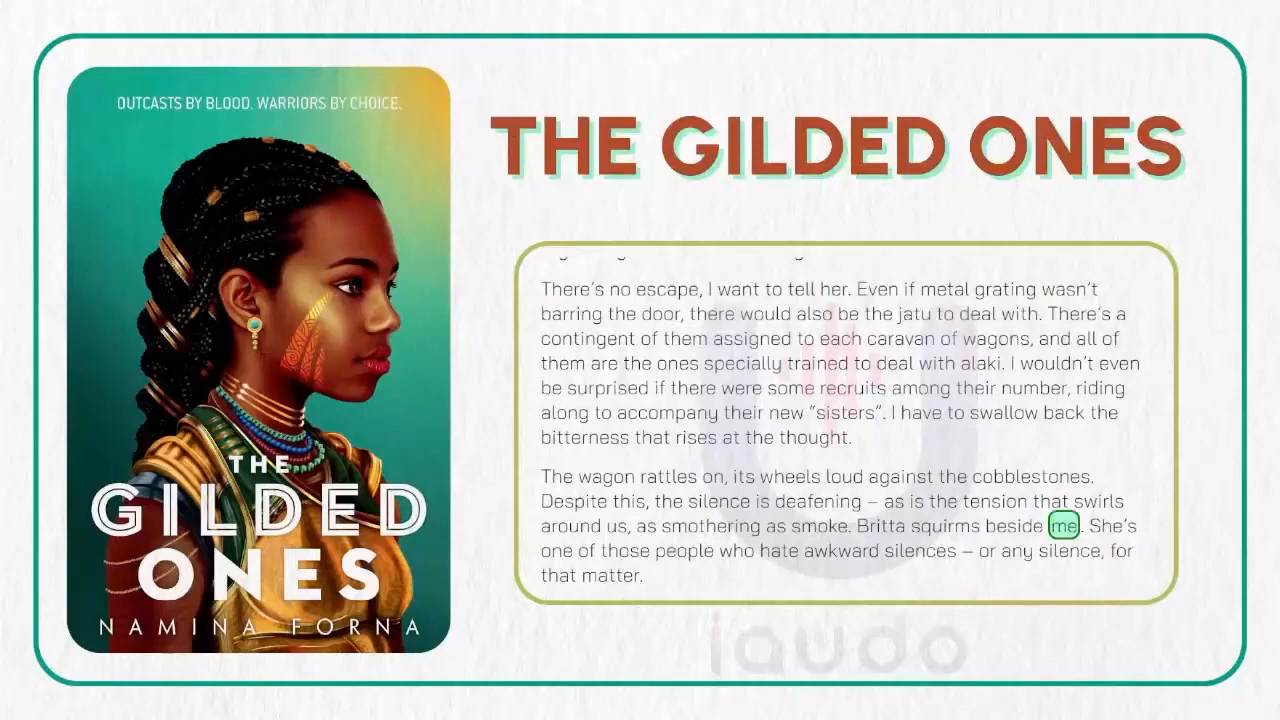 OUTCASTS BY BLOOD. WARRIORS BY CHOICE.
THE
GILDED
ONES
NAMINA FORNA
THE GILDED ONES
There's no escape, I want to tell her. Even if metal grating wasn't
barring the door, there would also be the jatu to deal with. There's a
contingent of them assigned to each caravan of wagons, and all of
them are the ones specially trained to deal with alaki. I wouldn't even
be surprised if there were some recruits among their number, riding
along to accompany their new “sisters”. I have to swallow back the
bitterness that rises at the thought.
The wagon rattles on, its wheels loud against the cobblestones.
Despite this, the silence is deafening – as is the tension that swirls
around us, as smothering as smoke. Britta squirms beside me. She's
one of those people who hate awkward silences – or any silence, for
that matter.
iaudo